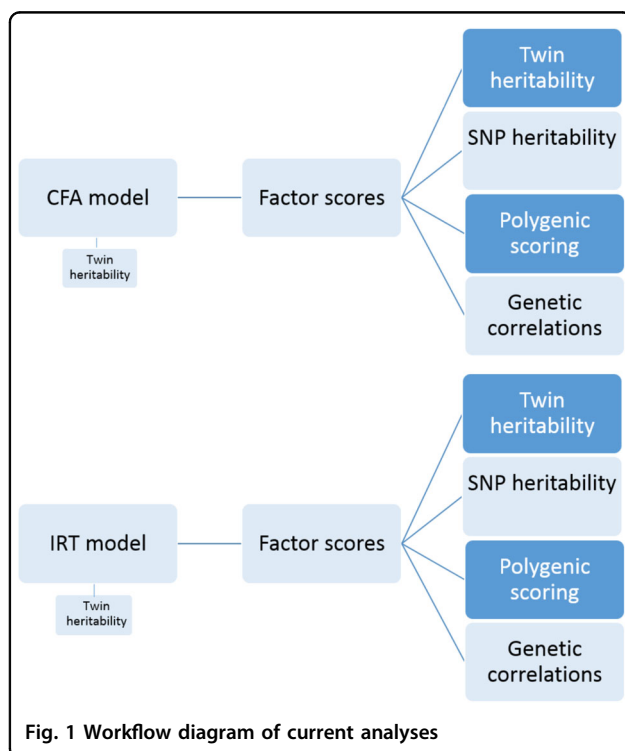 Twin
heritability
SNP heritability
CFA model
Factor scores
Twin
heritability
Polygenic
scoring
Genetic
correlations
Twin
heritability
SNP heritability
IRT model
Factor scores
Twin
heritability
Polygenic
scoring
Genetic
correlations
Fig. 1 Workflow diagram of current analyses